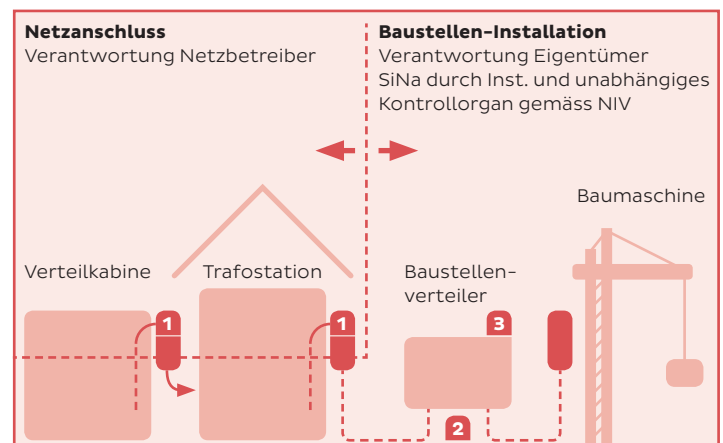 Netzanschluss
Verantwortung Netzbetreiber
Baustellen-Installation
Verantwortung Eigentümer
SiNa durch Inst. und unabhängiges
Kontrollorgan gemäss NIV
Baumaschine
Verteilkabine
Trafostation
Baustellen-
verteiler
1
1
3
2